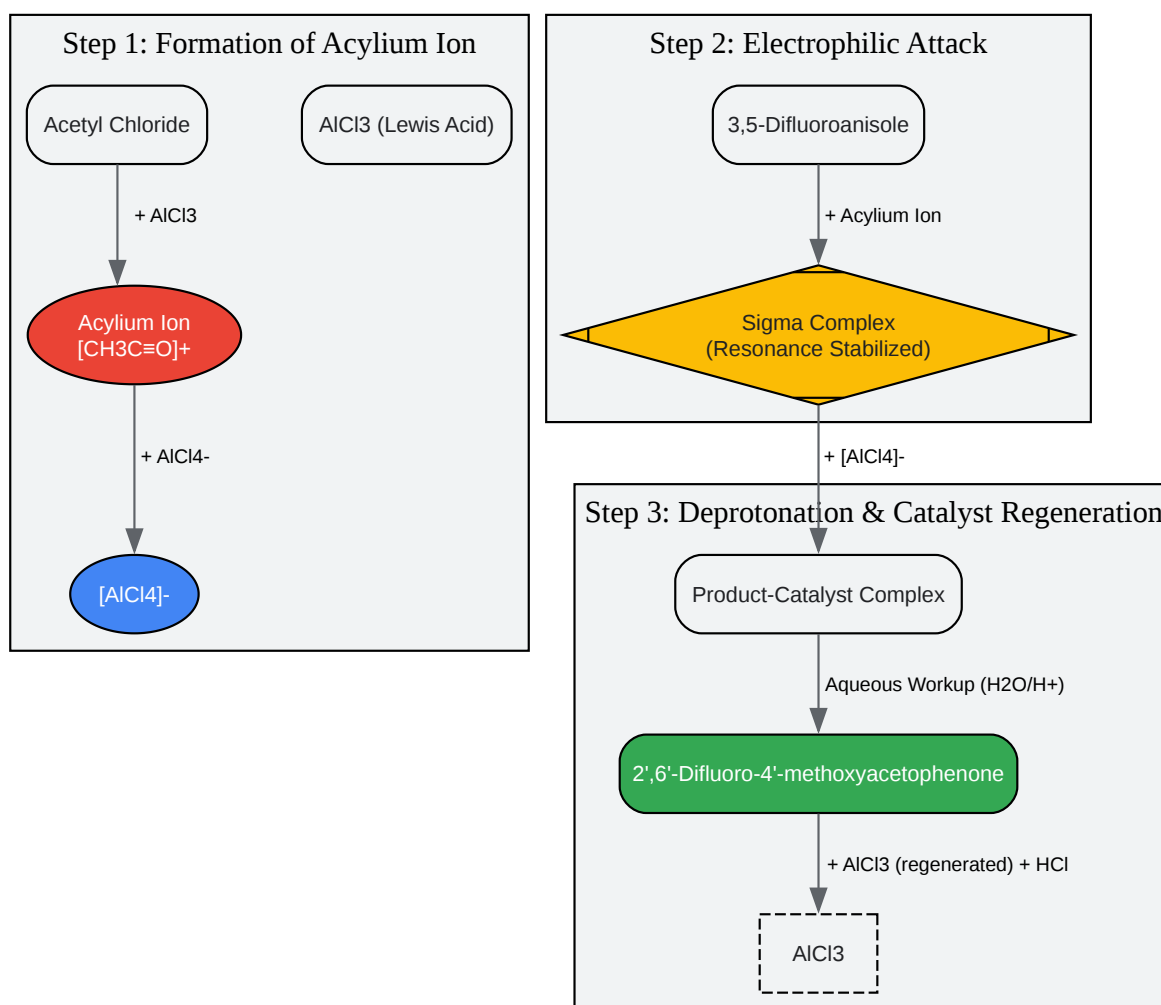 Step 1: Formation of Acylium Ion
Acetyl Chloride
AlCl3 (Lewis Acid)
+ AlCl3
Acylium Ion
[CH3C≡O]+
+ AlCl4-
[AlCl4]-
Step 2: Electrophilic Attack
3,5-Difluoroanisole
+ Acylium Ion
Sigma Complex
(Resonance Stabilized)
+ [AlCl4]-
Step 3: Deprotonation & Catalyst Regeneration
Product-Catalyst Complex
Aqueous Workup (H2O/H+)
2',6'-Difluoro-4'-methoxyacetophenone
+ AlCl3 (regenerated) + HCl
AlCl3